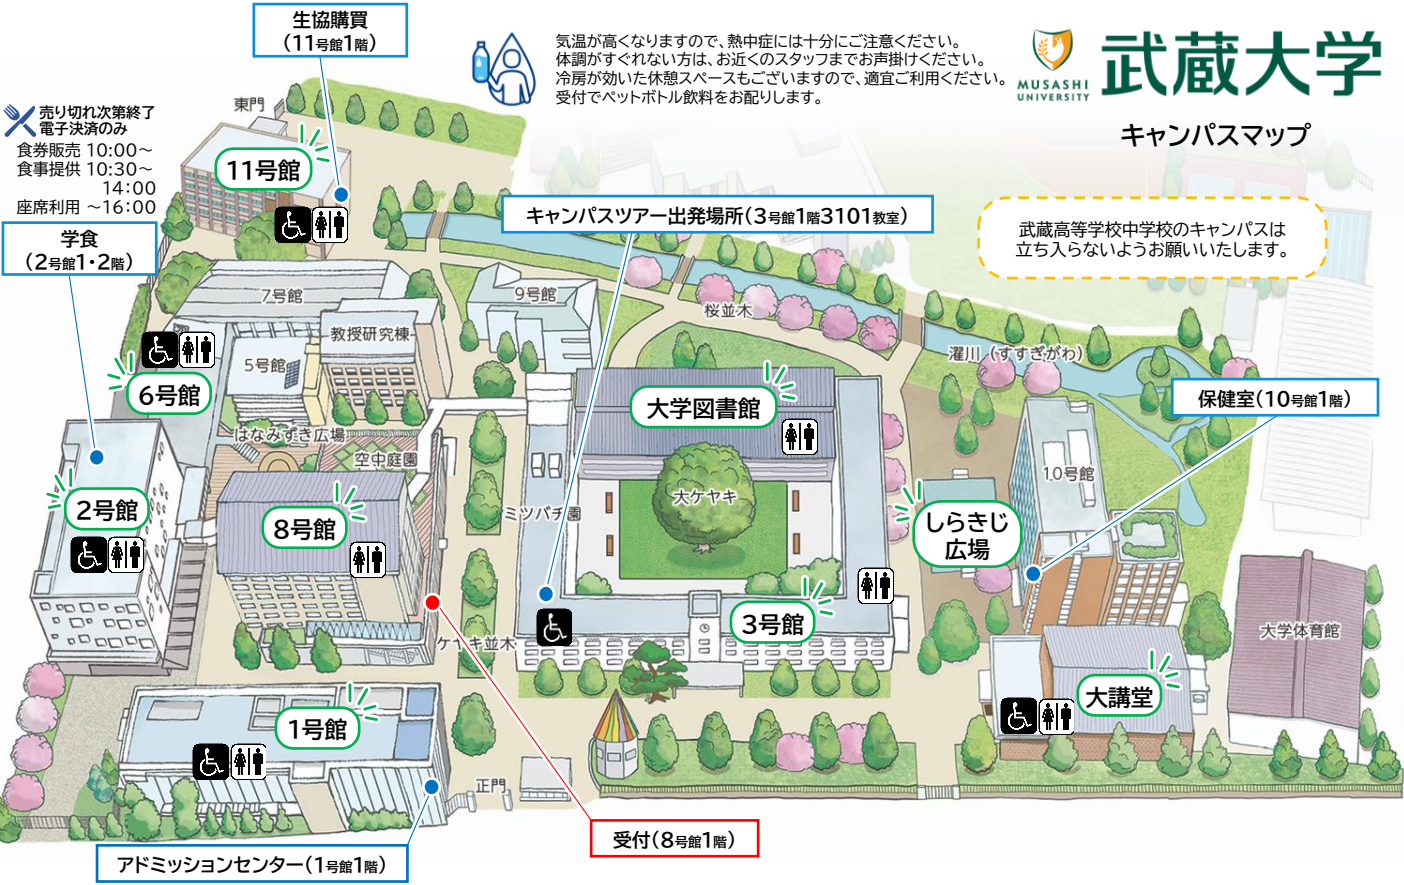 生協購買
（11号館1階）
気温が高くなりますので、熱中症には十分にご注意ください。
体調がすぐれない方は、お近くのスタッフまでお声掛けください。
冷房が効いた休憩スペースもございますので、適宜ご利用ください。
受付でペットボトル飲料をお配りします。
MUSASHI
UNIVERSITY
武蔵大学
キャンパスマップ
売り切れ次第終了
電子決済のみ
食券販売 10:00～
食事提供 10:30～
14:00
座席利用 ～16:00
東門
11号館
キャンパスツアー出発場所（3号館1階3101教室）
武蔵高等学校中学校のキャンパスは
立ち入らないようお願いいたします。
学食
（2号館1・2階）
7号館
9号館
桜並木
教授研究棟
濯川（すすぎがわ）
5号館
6号館
大学図書館
保健室（10号館1階）
はなみずき広場
空中庭園
10号館
大ケヤキ
2号館
8号館
ミツバチ園
しらきじ
広場
3号館
ケヤキ並木
大学体育館
大講堂
1号館
正門
受付（8号館1階）
アドミッションセンター（1号館1階）